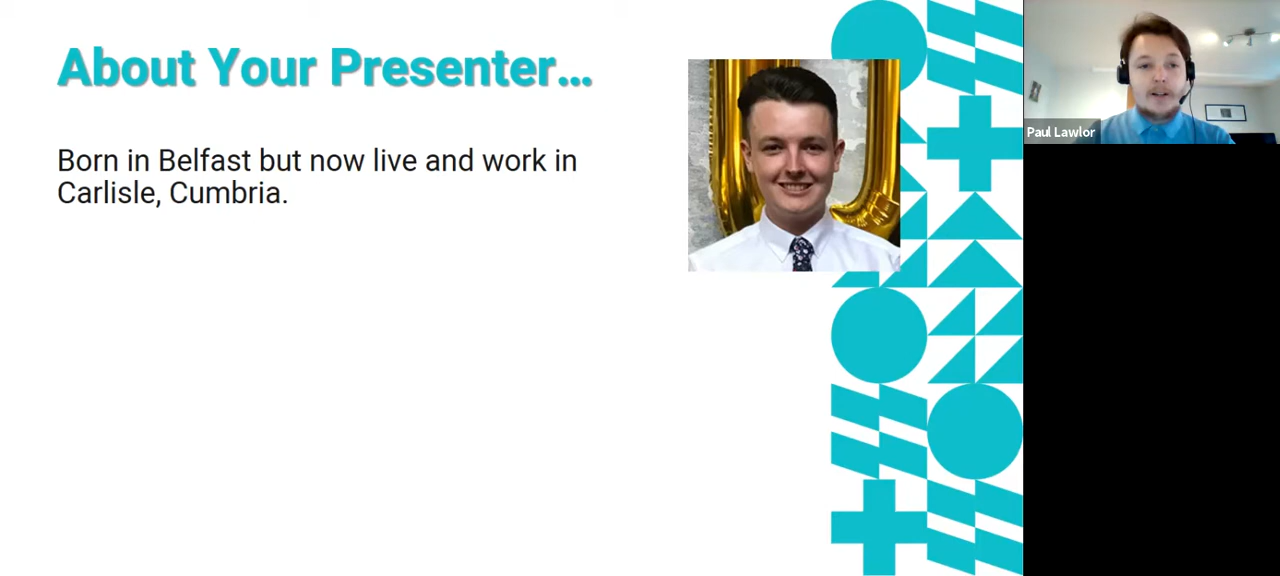 About Your Presenter...
Born in Belfast but now live and work in
Carlisle, Cumbria.
Paul Lawlor